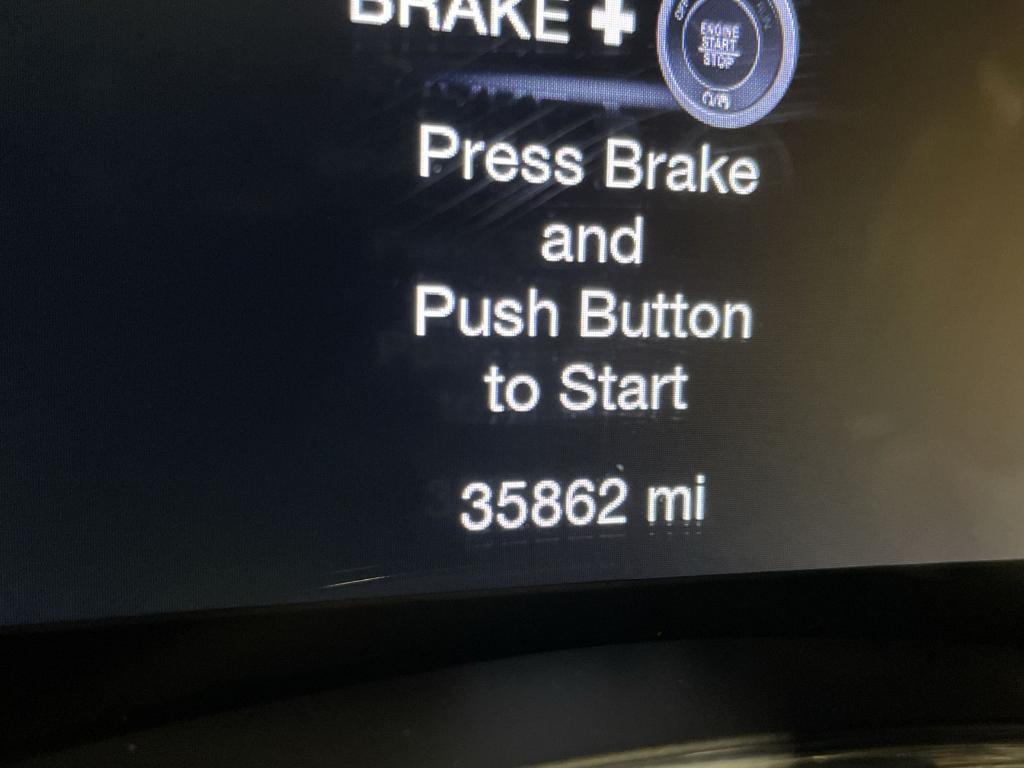 BRAKE +
ENGINE
START
STOP
Press Brake
and
Push Button
to Start
35862 mi